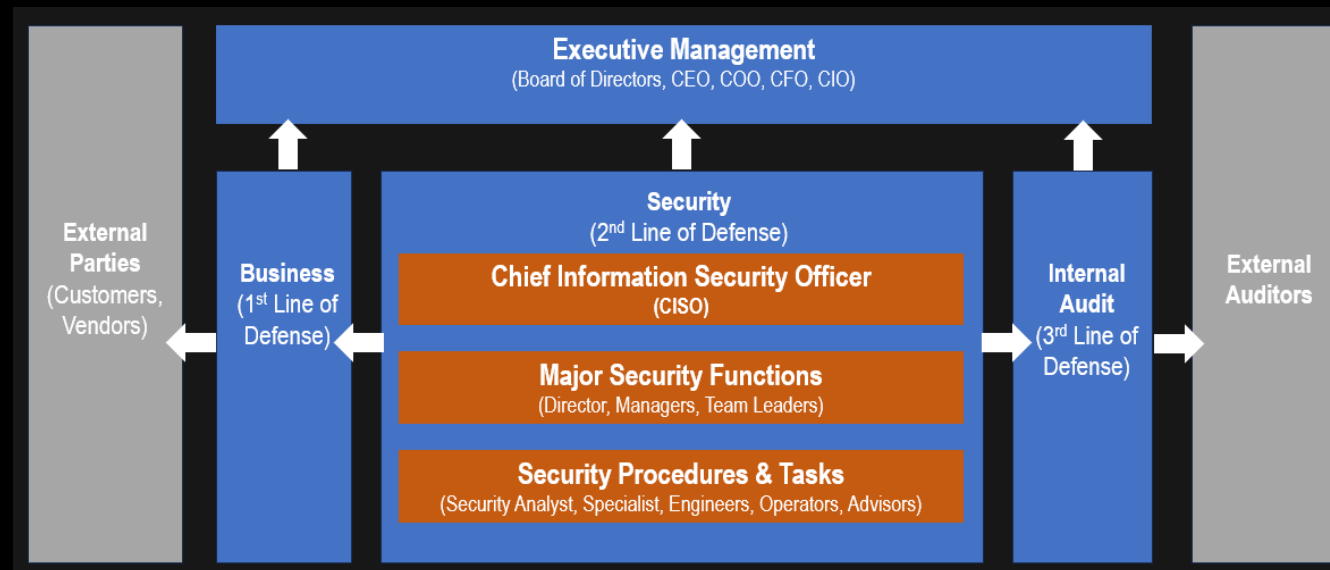 Executive Management
(Board of Directors, CEO, COO, CFO, CIO)
External
Parties
(Customers,
Vendors)
Business
(1st Line of
Defense)
Security
(2nd Line of Defense)
Chief Information Security Officer
(CISO)
Major Security Functions
(Director, Managers, Team Leaders)
Security Procedures & Tasks
(Security Analyst, Specialist, Engineers, Operators, Advisors)
Internal
Audit
(3rd Line of
Defense)
External
Auditors